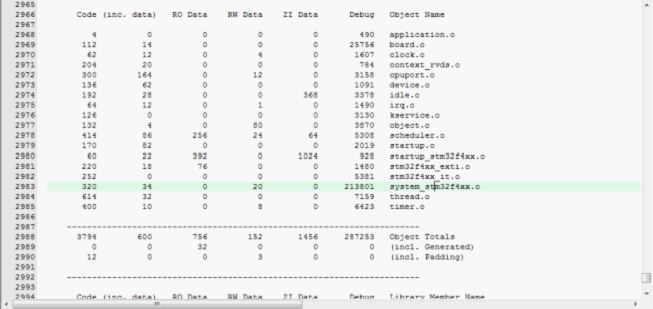 2965
2966 Code (inc. data) RO Data RW Data ZI Data Debug Object Name
2967
2968 4 0 0 0 0 490 application.o
2969 112 14 0 0 0 25756 board.o
2970 62 12 0 4 0 1607 clock.o
2971 204 20 0 0 0 784 context_rvds.o
2972 300 164 0 12 0 3158 cpuport.o
2973 136 62 0 0 0 1091 device.o
2974 192 28 0 0 368 3378 idle.o
2975 64 12 0 1 0 1490 irq.o
2976 126 0 0 0 0 3130 kservice.o
2977 132 4 0 80 0 3870 object.o
2978 414 86 256 24 64 5308 scheduler.o
2979 170 82 0 0 0 2019 startup.o
2980 60 22 392 0 1024 928 startup_stm32f4xx.o
2981 220 18 76 0 0 1480 stm32f4xx_exti.o
2982 252 0 0 0 0 5381 stm32f4xx_it.o
2983 320 34 0 20 0 213801 system_stm32f4xx.o
2984 614 32 0 0 0 7159 thread.o
2985 400 10 0 8 0 6423 timer.o
2986
2987 ----------------------------------------------------------------------
2988 3794 600 756 152 1456 287253 Object Totals
2989 0 0 32 0 0 0 (incl. Generated)
2990 12 0 0 3 0 0 (incl. Padding)
2991
2992 ----------------------------------------------------------------------
2993
2994 Code (inc. data) RO Data RW Data ZI Data Debug Library Member Name